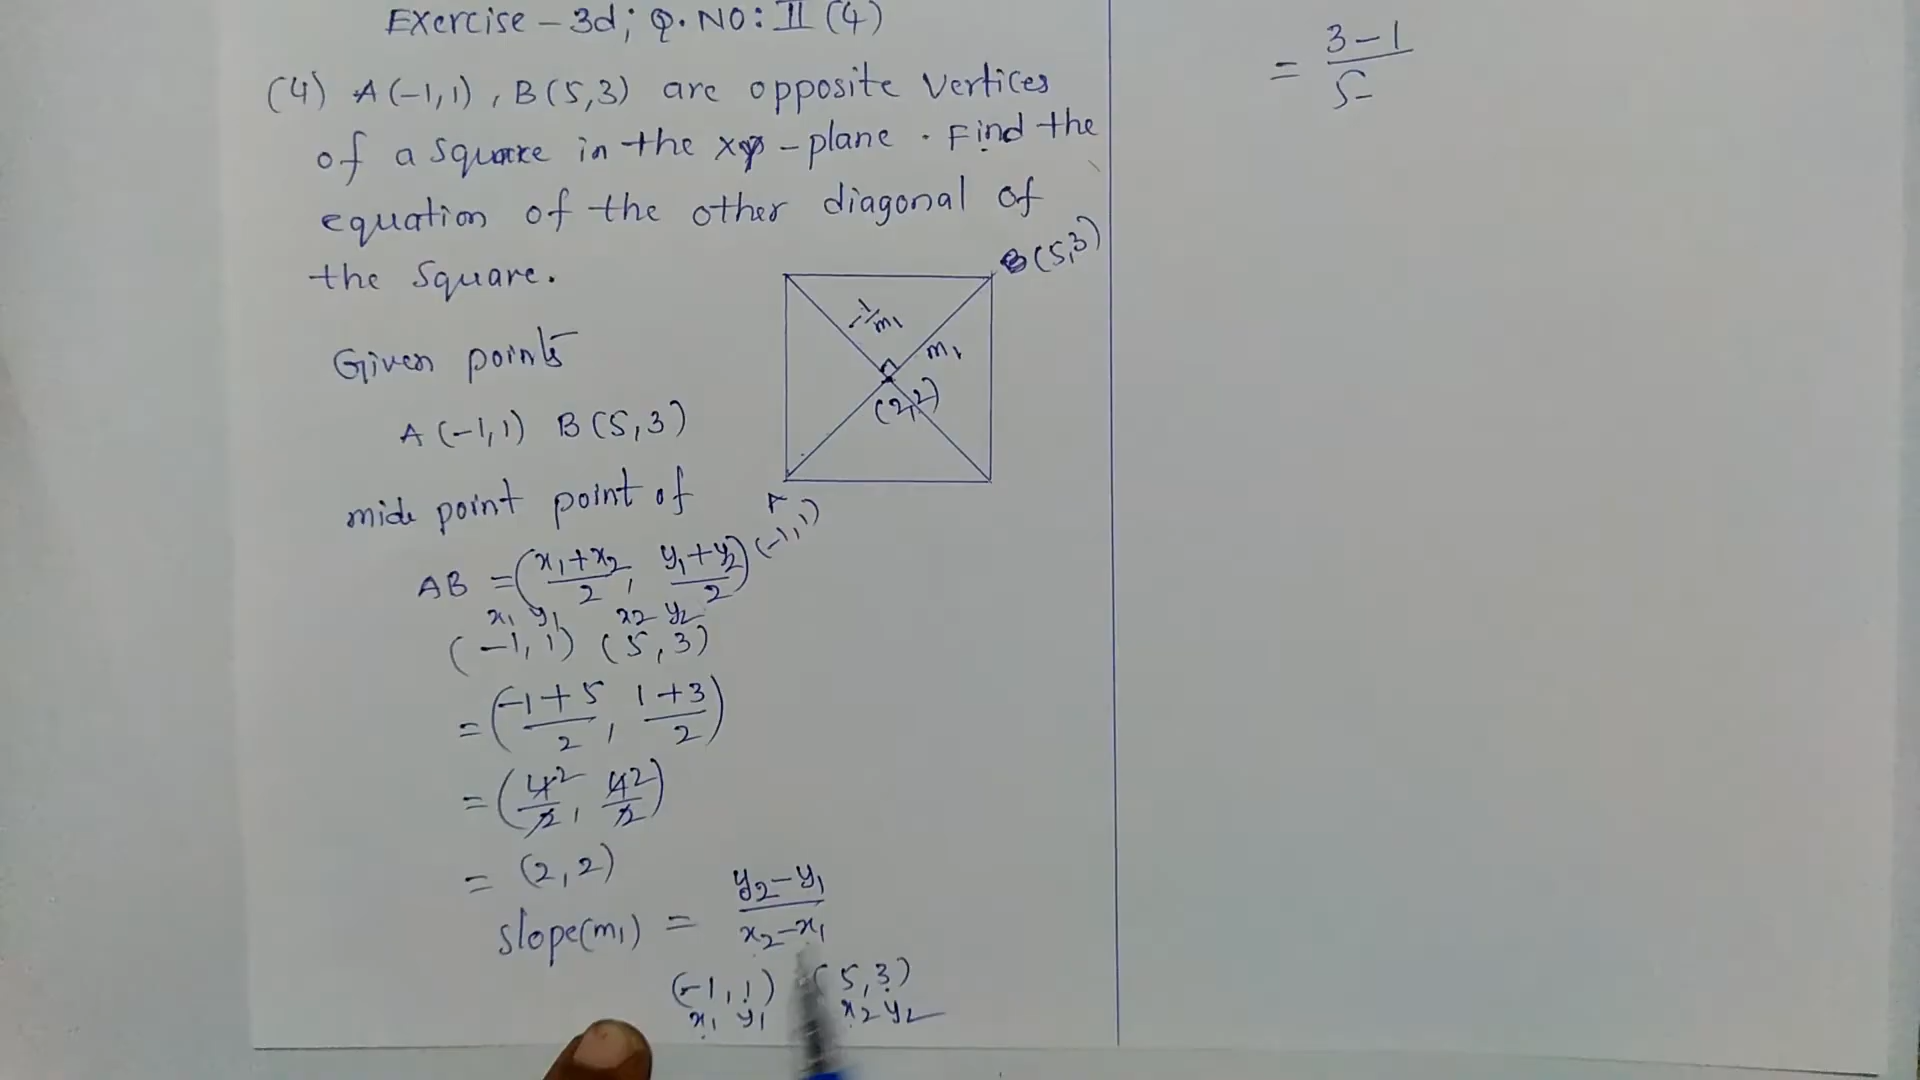 Exercise - 3d; Q. NO: II (4)
(4) A(-1,1), B(5,3) are opposite vertices
of a square in the xy - plane. Find the
equation of the other diagonal of
the square.
B(5,3)
-1/m1
m1
(2,2)
A
(-1,1)
Given points
A(-1,1) B(5,3)
mid point point of
AB = (x1+x2/2, y1+y2/2)
x1 y1 x2 y2
(-1,1) (5,3)
= (-1+5/2, 1+3/2)
= (4/2 2, 4/2 2)
= (2,2)
slope(m1) = y2-y1/x2-x1
(-1,1) (5,3)
x1 y1 x2 y2
= 3-1/5-